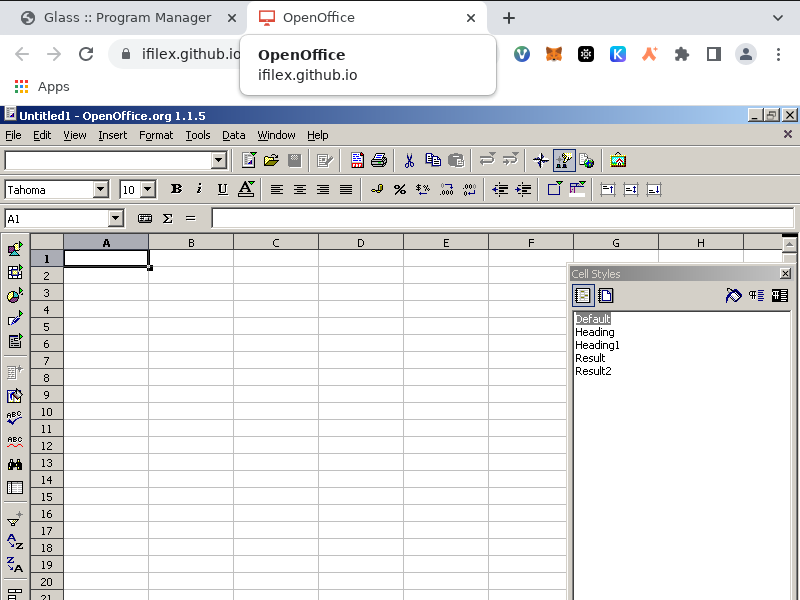 Glass :: Program Manager
OpenOffice
ifilex.github.io
OpenOffice
ifilex.github.io
Apps
Untitled1 - OpenOffice.org 1.1.5
File Edit View Insert Format Tools Data Window Help
Tahoma 10 B i U A
A1 Σ =
A B C D E F G H
1
2
3
4
5
6
7
8
9
10
11
12
13
14
15
16
17
18
19
20
21
Cell Styles
Default
Heading
Heading1
Result
Result2
ABC
ABC
A
Z
Z
A